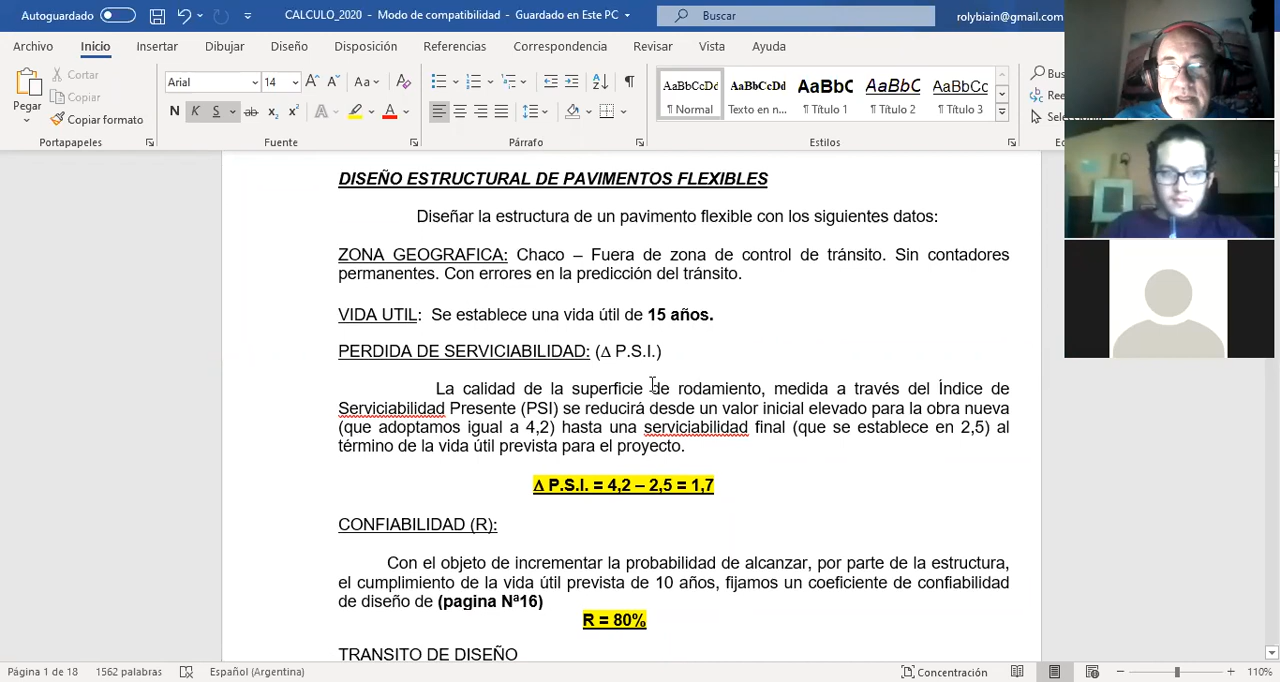 Autoguardado
CALCULO_2020 - Modo de compatibilidad - Guardado en Este PC
Buscar
rolybiain@gmail.com
Archivo Inicio Insertar Dibujar Diseño Disposición Referencias Correspondencia Revisar Vista Ayuda
Pegar
Cortar
Copiar
Copiar formato
Portapapeles
Arial 14
Aa
N K S ab x₂ x² A A
Fuente
Párrafo
AaBbCcDd AaBbCcDd AaBbC AaBbC AaBbCc
¶ Normal Texto en n... ¶ Título 1 ¶ Título 2 ¶ Título 3
Estilos
DISEÑO ESTRUCTURAL DE PAVIMENTOS FLEXIBLES
Diseñar la estructura de un pavimento flexible con los siguientes datos:
ZONA GEOGRAFICA: Chaco – Fuera de zona de control de tránsito. Sin contadores
permanentes. Con errores en la predicción del tránsito.
VIDA UTIL: Se establece una vida útil de 15 años.
PERDIDA DE SERVICIABILIDAD: (Δ P.S.I.)
La calidad de la superficie de rodamiento, medida a través del Índice de
Serviciabilidad Presente (PSI) se reducirá desde un valor inicial elevado para la obra nueva
(que adoptamos igual a 4,2) hasta una serviciabilidad final (que se establece en 2,5) al
término de la vida útil prevista para el proyecto.
Δ P.S.I. = 4,2 – 2,5 = 1,7
CONFIABILIDAD (R):
Con el objeto de incrementar la probabilidad de alcanzar, por parte de la estructura,
el cumplimiento de la vida útil prevista de 10 años, fijamos un coeficiente de confiabilidad
de diseño de (pagina Nª16)
R = 80%
TRANSITO DE DISEÑO
Página 1 de 18 1562 palabras Español (Argentina) Concentración 110%